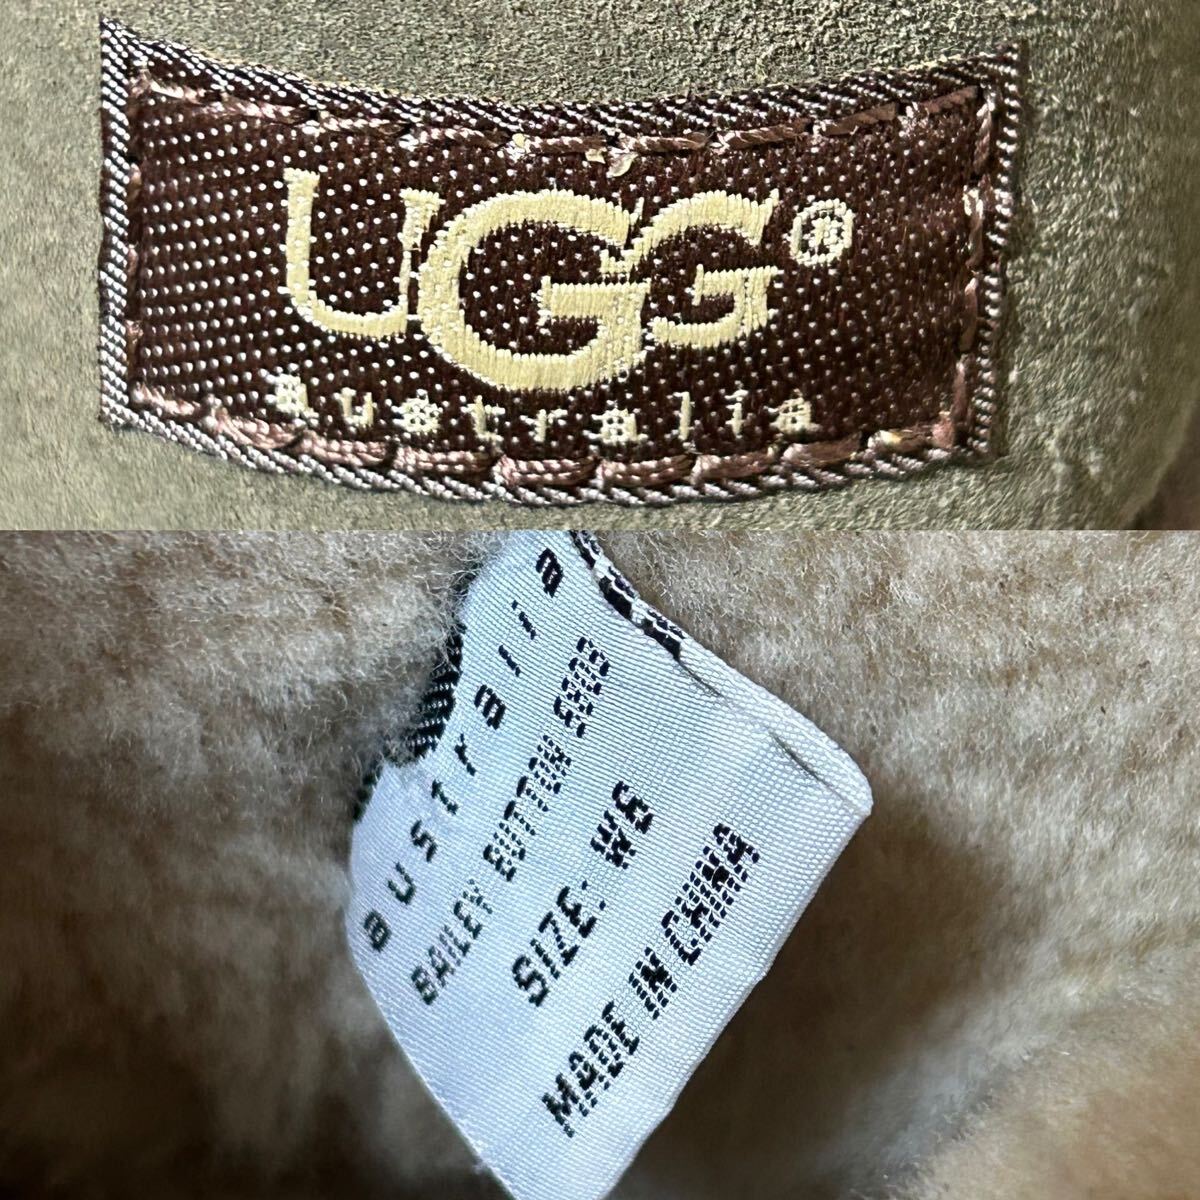 UGG®
australia
australia
BAILEY BUTTON 5803
SIZE: W6
MADE IN CHINA